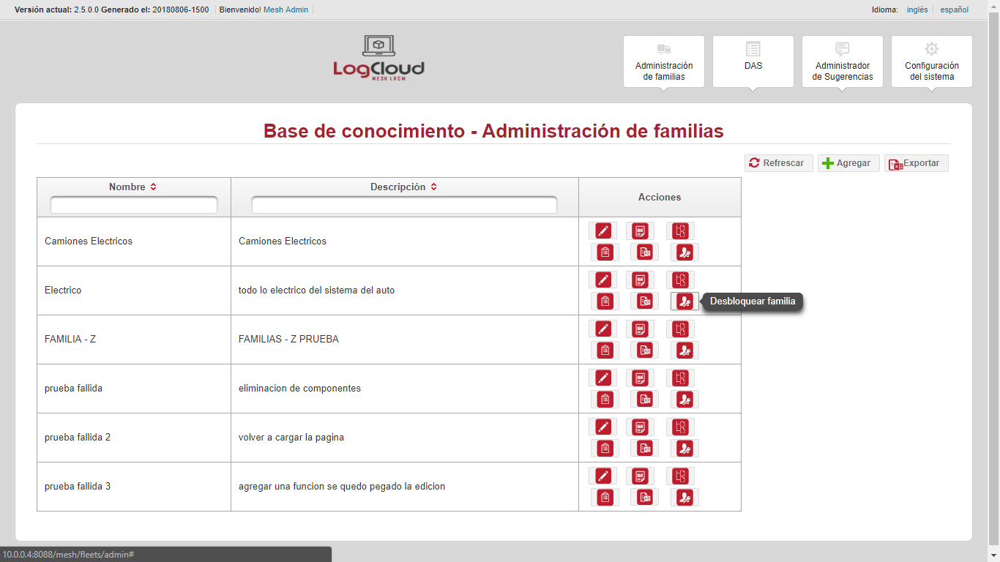 Versión actual: 2.5.0.0 Generado el: 20180806-1500 Bienvenido! Mesh Admin
Idioma: inglés español
LogCloud
MESH LRCM
Administración
de familias
DAS
Administrador
de Sugerencias
Configuración
del sistema
Base de conocimiento - Administración de familias
Refrescar Agregar Exportar
Nombre Descripción Acciones
Camiones Electricos Camiones Electricos
Electrico todo lo electrico del sistema del auto
Desbloquear familia
FAMILIA - Z FAMILIAS - Z PRUEBA
prueba fallida eliminacion de componentes
prueba fallida 2 volver a cargar la pagina
prueba fallida 3 agregar una funcion se quedo pegado la edicion
10.0.0.4:8088/mesh/fleets/admin#